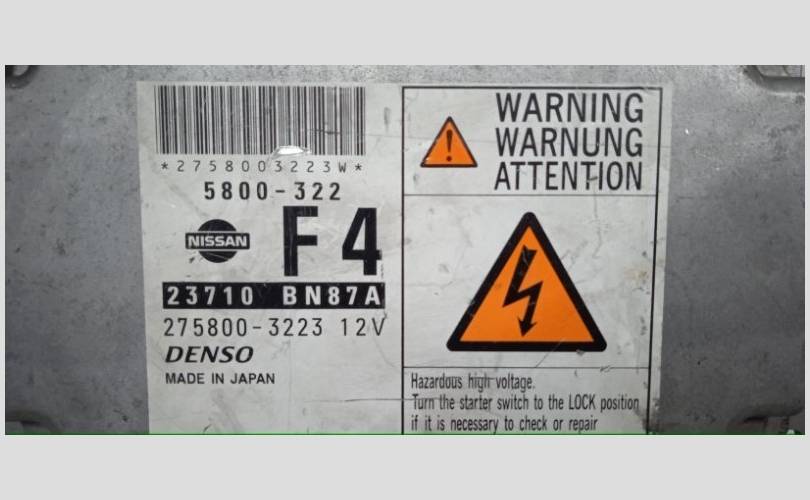 *2758003223W*
5800-322
NISSAN
F4
23710 BN87A
275800-3223 12V
DENSO
MADE IN JAPAN
WARNING
WARNUNG
ATTENTION
Hazardous high voltage.
Turn the starter switch to the LOCK position
if it is necessary to check or repair